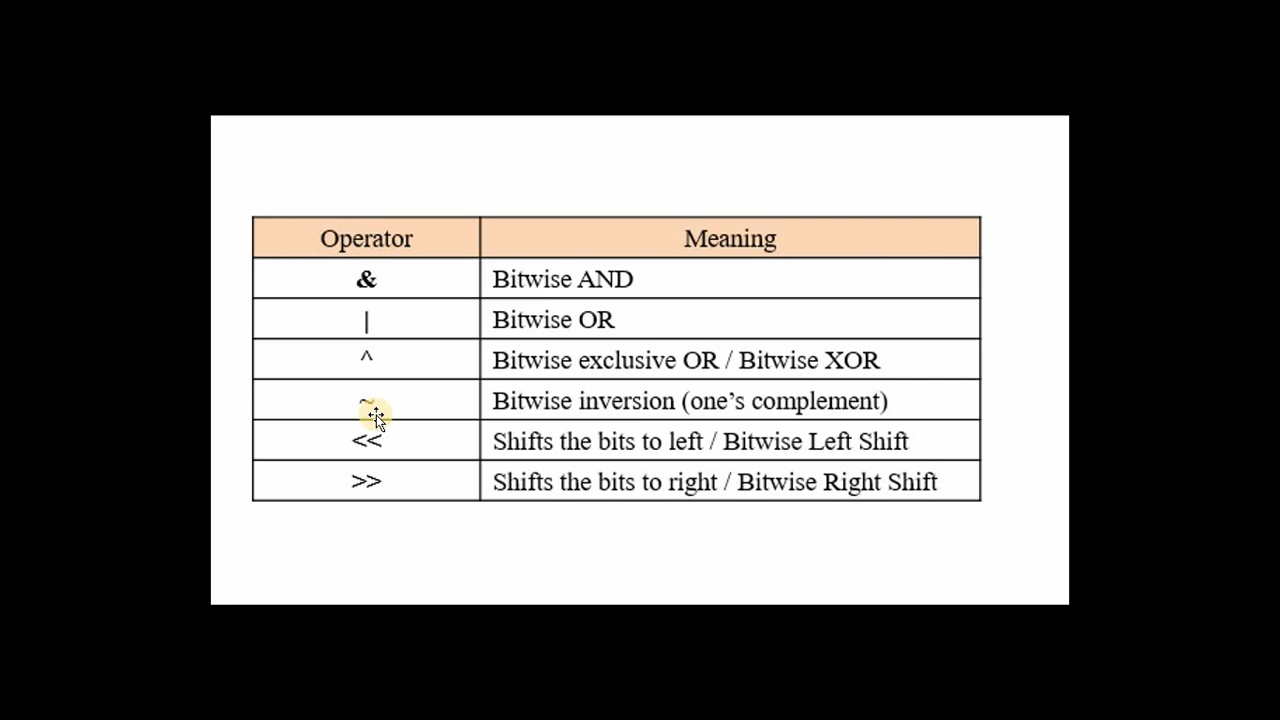 Operator Meaning
& Bitwise AND
| Bitwise OR
^ Bitwise exclusive OR / Bitwise XOR
~ Bitwise inversion (one’s complement)
<< Shifts the bits to left / Bitwise Left Shift
>> Shifts the bits to right / Bitwise Right Shift